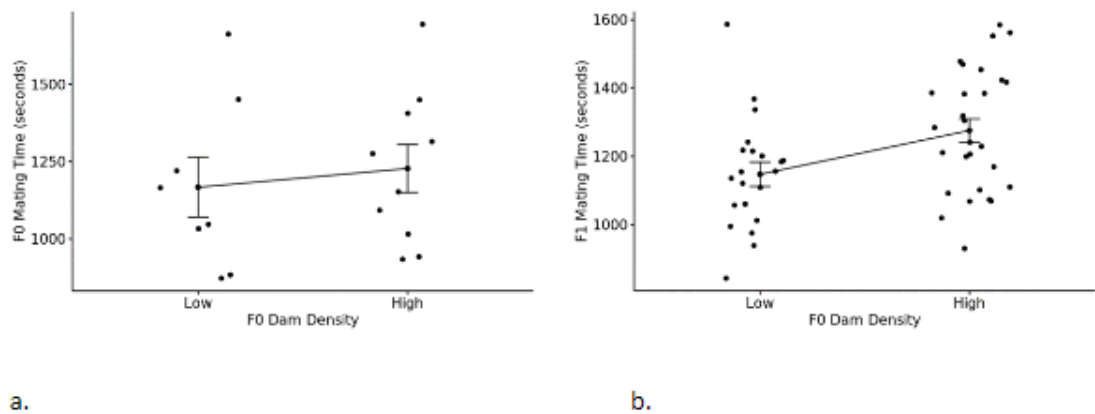 F0 Mating Time (seconds)
1500
1250
1000
Low
High
F0 Dam Density
a.
F1 Mating Time (seconds)
1600
1400
1200
1000
Low
High
F0 Dam Density
b.